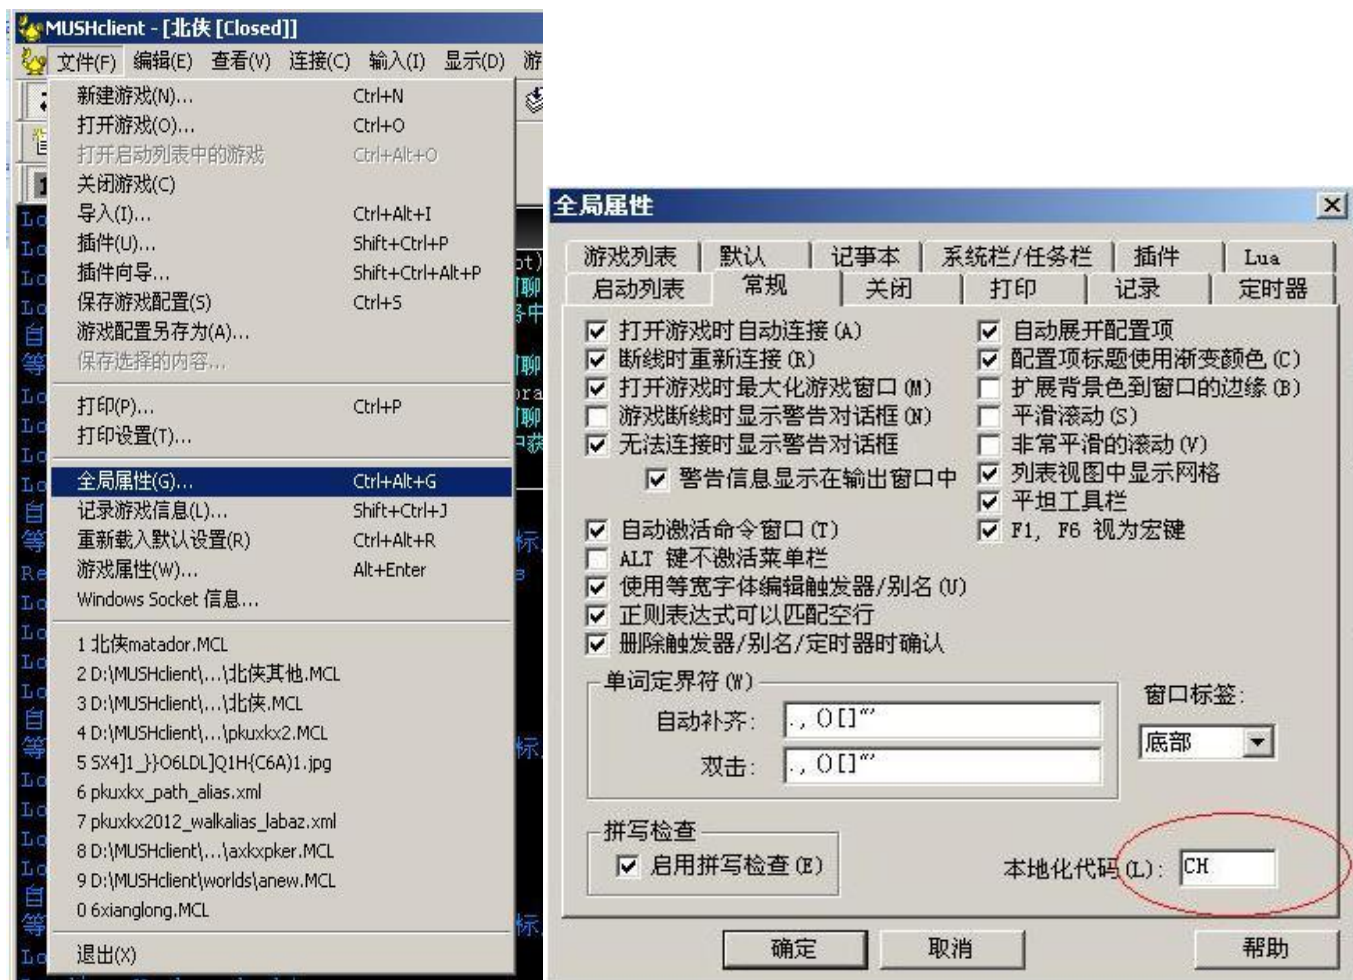 MUSHclient - [北侠 [Closed]]
文件(F) 编辑(E) 查看(V) 连接(C) 输入(I) 显示(D) 游
新建游戏(N)... Ctrl+N
打开游戏(O)... Ctrl+O
打开启动列表中的游戏 Ctrl+Alt+O
关闭游戏(C)
导入(I)... Ctrl+Alt+I
插件(U)... Shift+Ctrl+P
插件向导... Shift+Ctrl+Alt+P
保存游戏配置(S) Ctrl+S
游戏配置另存为(A)...
保存选择的内容...
打印(P)... Ctrl+P
打印设置(T)...
全局属性(G)... Ctrl+Alt+G
记录游戏信息(L)... Shift+Ctrl+J
重新载入默认设置(R) Ctrl+Alt+R
游戏属性(W)... Alt+Enter
Windows Socket 信息...
1 北侠matador.MCL
2 D:\MUSHclient\...\北侠其他.MCL
3 D:\MUSHclient\...\北侠.MCL
4 D:\MUSHclient\...\pkuxkx2.MCL
5 SX4]1_}}O6LDL]Q1H{C6A)1.jpg
6 pkuxkx_path_alias.xml
7 pkuxkx2012_walkalias_labaz.xml
8 D:\MUSHclient\...\axkxpker.MCL
9 D:\MUSHclient\worlds\anew.MCL
0 6xianglong.MCL
退出(X)
全局属性
游戏列表 默认 记事本 系统栏/任务栏 插件 Lua
启动列表 常规 关闭 打印 记录 定时器
打开游戏时自动连接(A)
断线时重新连接(R)
打开游戏时最大化游戏窗口(M)
游戏断线时显示警告对话框(N)
无法连接时显示警告对话框
警告信息显示在输出窗口中
自动激活命令窗口(T)
ALT 键不激活菜单栏
使用等宽字体编辑触发器/别名(U)
正则表达式可以匹配空行
删除触发器/别名/定时器时确认
自动展开配置项
配置项标题使用渐变颜色(C)
扩展背景色到窗口的边缘(B)
平滑滚动(S)
非常平滑的滚动(V)
列表视图中显示网格
平坦工具栏
F1, F6 视为宏键
单词定界符(W)
自动补齐: .,()[]"'
双击: .,()[]"'
窗口标签:
底部
拼写检查
启用拼写检查(E)
本地化代码(L): CH
确定 取消 帮助